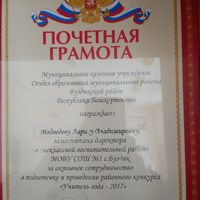 ПОЧЕТНАЯ
ГРАМОТА
Муниципальное казенное учреждение
Отдел образования муниципального района
Буздякский район
Республики Башкортостан
награждает
Медведеву Ларису Владимировну,
заместителя директора
по внеклассной воспитательной работе
МОБУ СОШ №1 с.Буздяк
за активное сотрудничество
в подготовке и проведении районного конкурса
«Учитель года - 2017»